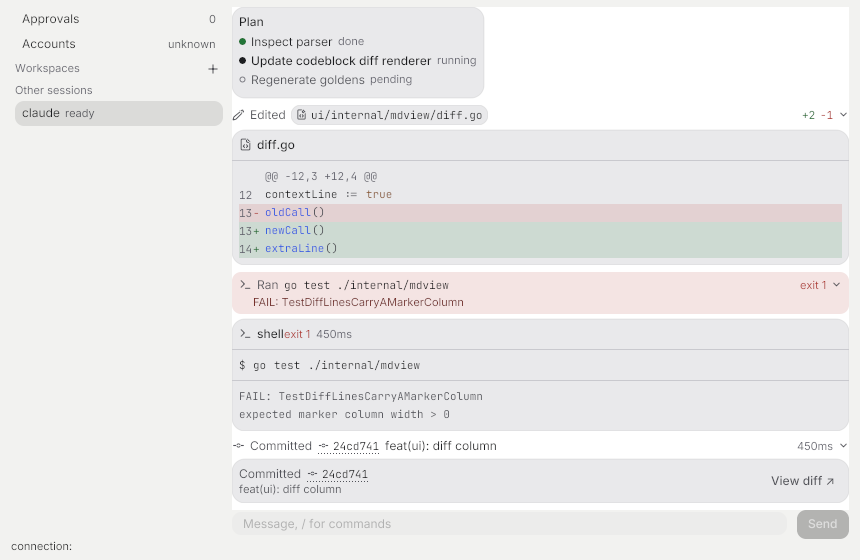 Approvals 0
Accounts unknown
Workspaces +
Other sessions
claude ready
connection:
Plan
Inspect parser done
Update codeblock diff renderer running
Regenerate goldens pending
Edited ui/internal/mdview/diff.go +2 -1
diff.go
@@ -12,3 +12,4 @@
12 contextLine := true
13- oldCall()
13+ newCall()
14+ extraLine()
Ran go test ./internal/mdview exit 1
FAIL: TestDiffLinesCarryAMarkerColumn
shellexit 1 450ms
$ go test ./internal/mdview
FAIL: TestDiffLinesCarryAMarkerColumn
expected marker column width > 0
Committed 24cd741 feat(ui): diff column 450ms
Committed 24cd741
feat(ui): diff column
View diff ↗
Message, / for commands
Send